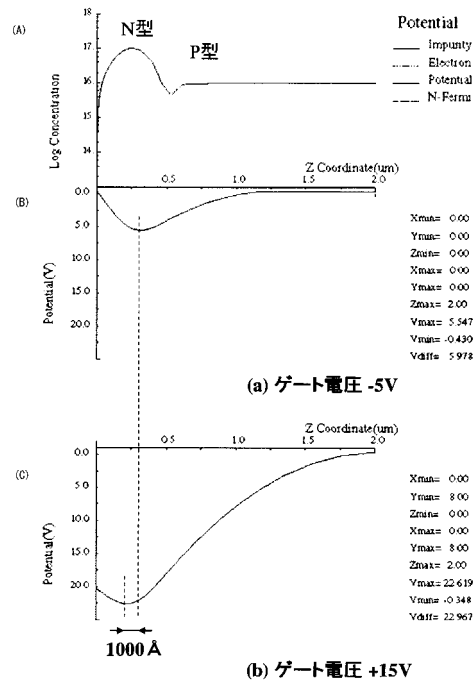 (A)
N型
P型
Potential
Impurity
Electron
Potential
N-Fermi
18
17
16
15
14
Log Concentration
0.5
1.0
1.5
2.0
Z Coordinate(um)
(B)
0.0
5.0
10.0
15.0
20.0
Potential(V)
Xmin= 0.00
Ymin= 0.00
Zmin= 0.00
Xmax= 0.00
Ymax= 0.00
Zmax= 2.00
Vmax= 5.547
Vmin= -0.430
Vdiff= 5.978
(a) ゲート電圧 -5V
Z Coordinate(um)
0.5
1.0
1.5
2.0
(C)
0.0
5.0
10.0
15.0
20.0
Potential(V)
Xmin= 0.00
Ymin= 8.00
Zmin= 0.00
Xmax= 0.00
Ymax= 8.00
Zmax= 2.00
Vmax= 22.619
Vmin= -0.348
Vdiff= 22.967
1000Å
(b) ゲート電圧 +15V